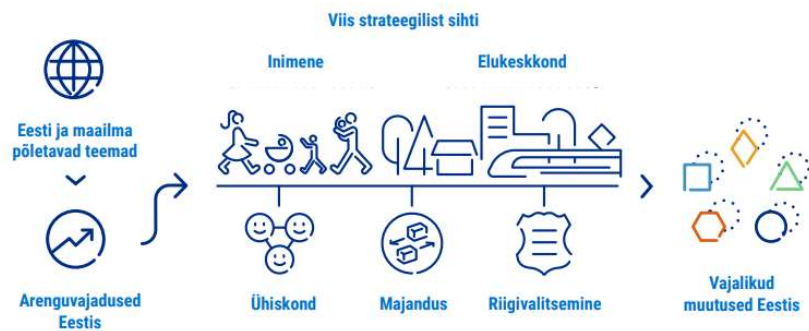 Viis strateegilist sihti
Inimene
Elukeskkond
Eesti ja maailma
põletavad teemad
Arenguvajadused
Eestis
Ühiskond
Majandus
Riigivalitsemine
Vajalikud
muutused Eestis